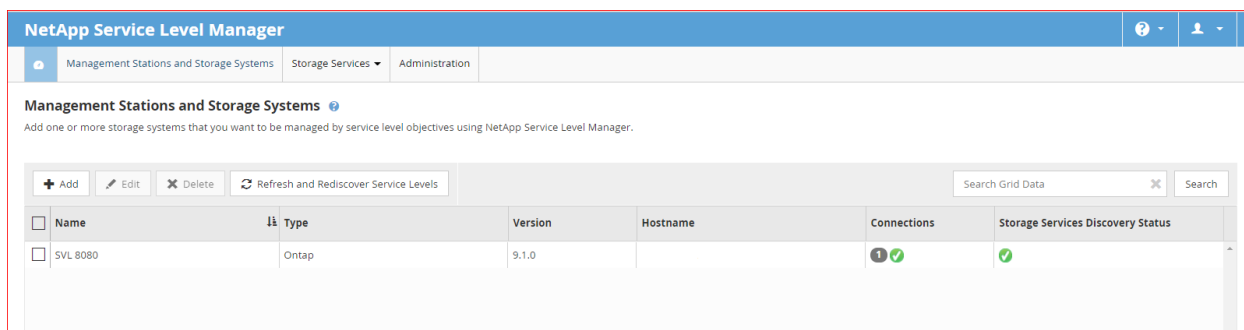 NetApp Service Level Manager
Management Stations and Storage Systems Storage Services Administration
Management Stations and Storage Systems
Add one or more storage systems that you want to be managed by service level objectives using NetApp Service Level Manager.
Add Edit Delete Refresh and Rediscover Service Levels Search Grid Data Search
Name Type Version Hostname Connections Storage Services Discovery Status
SVL 8080 Ontap 9.1.0 1